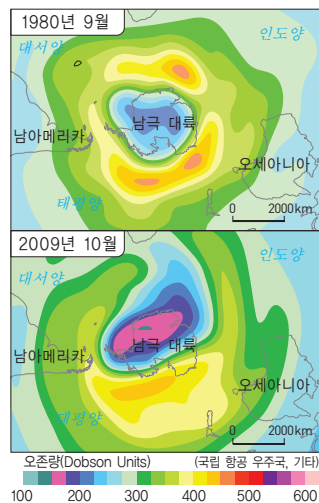 1980년 9월
대서양
인도양
남극 대륙
남아메리카
오세아니아
태평양
0 2000km
2009년 10월
대서양
인도양
남극 대륙
남아메리카
오세아니아
태평양
0 2000km
오존량(Dobson Units) (국립 항공 우주국, 기타)
100 200 300 400 500 600